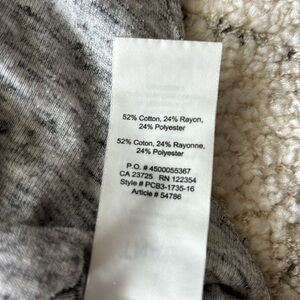 52% Cotton, 24% Rayon,
24% Polyester
52% Coton, 24% Rayonne,
24% Polyester
P.O. # 4500055367
CA 23725 RN 122354
Style # PCB3-1735-16
Article # 54786